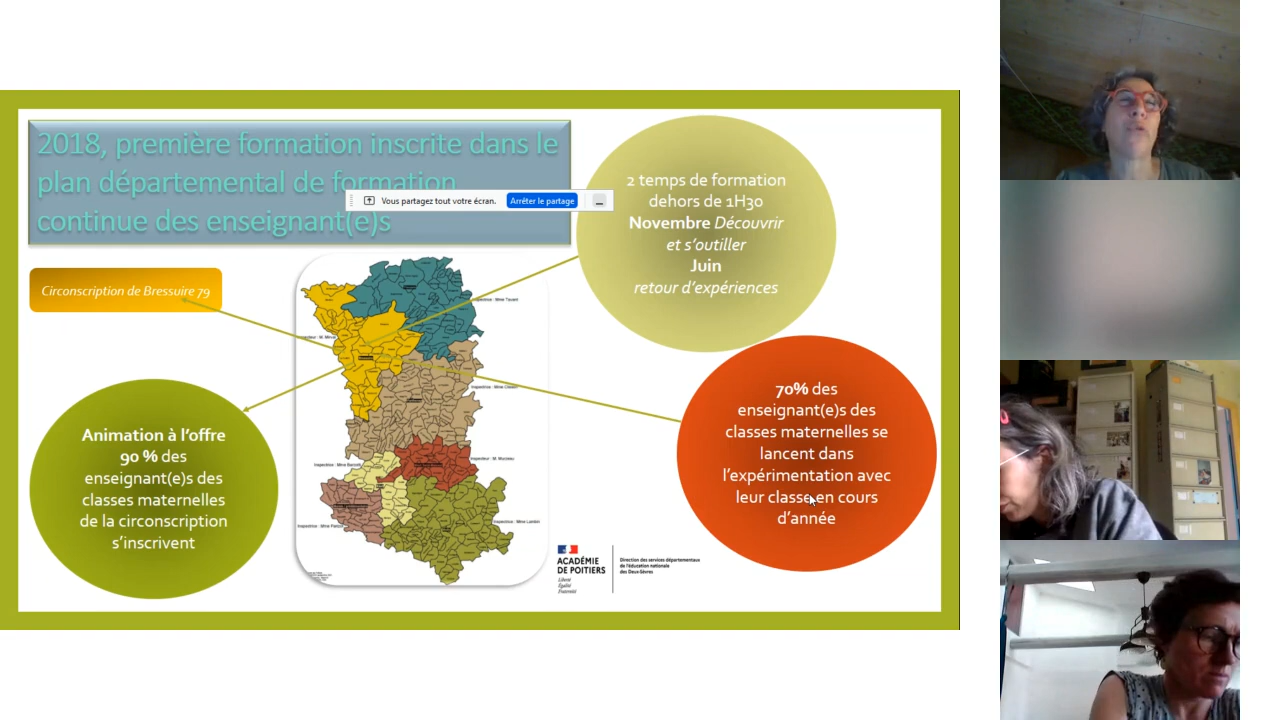 2018, première formation inscrite dans le
plan départemental de formation
continue des enseignant(e)s
Vous partagez tout votre écran.
Arrêter le partage
2 temps de formation
dehors de 1H30
Novembre Découvrir
et s'outiller
Juin
retour d'expériences
Circonscription de Bressuire 79
Animation à l'offre
90 % des
enseignant(e)s des
classes maternelles
de la circonscription
s'inscrivent
70% des
enseignant(e)s des
classes maternelles se
lancent dans
l'expérimentation avec
leur classe en cours
d'année
ACADÉMIE
DE POITIERS
Liberté
Égalité
Fraternité
Direction des services départementaux
de l'éducation nationale
des Deux-Sèvres